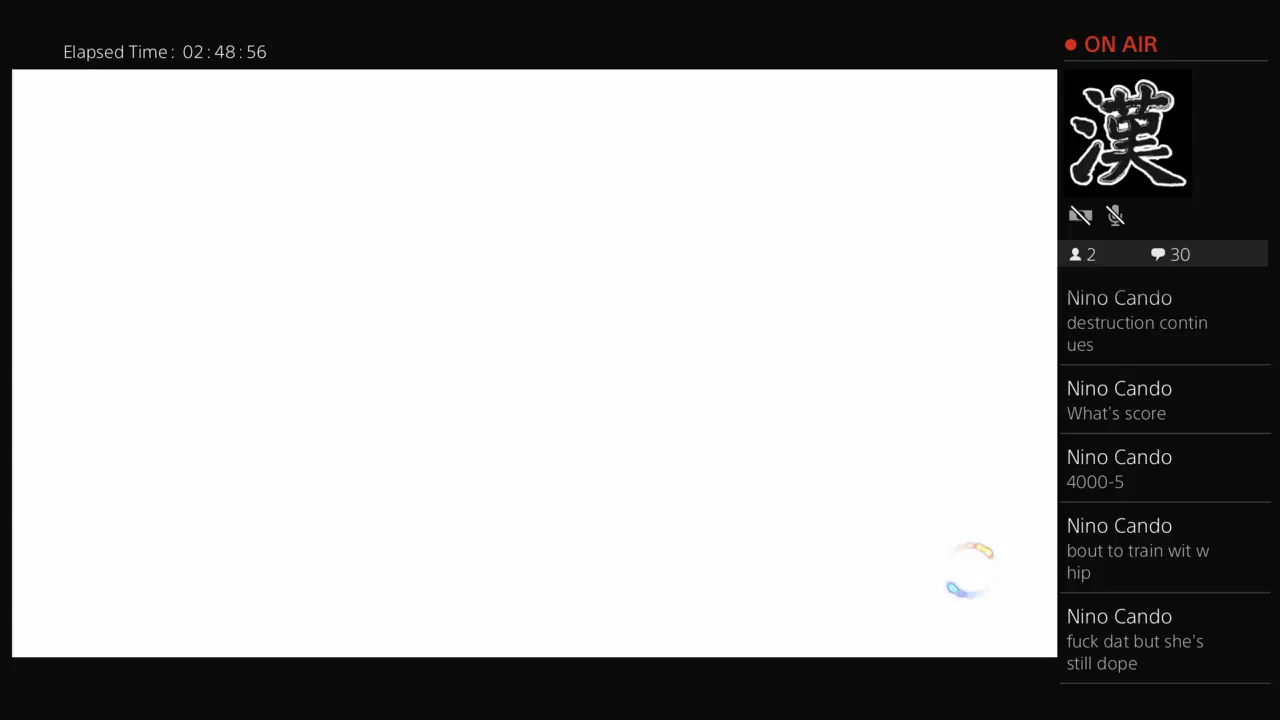 Elapsed Time: 02:48:56
ON AIR
漢
2 30
Nino Cando
destruction contin
ues
Nino Cando
What's score
Nino Cando
4000-5
Nino Cando
bout to train wit w
hip
Nino Cando
fuck dat but she's
still dope